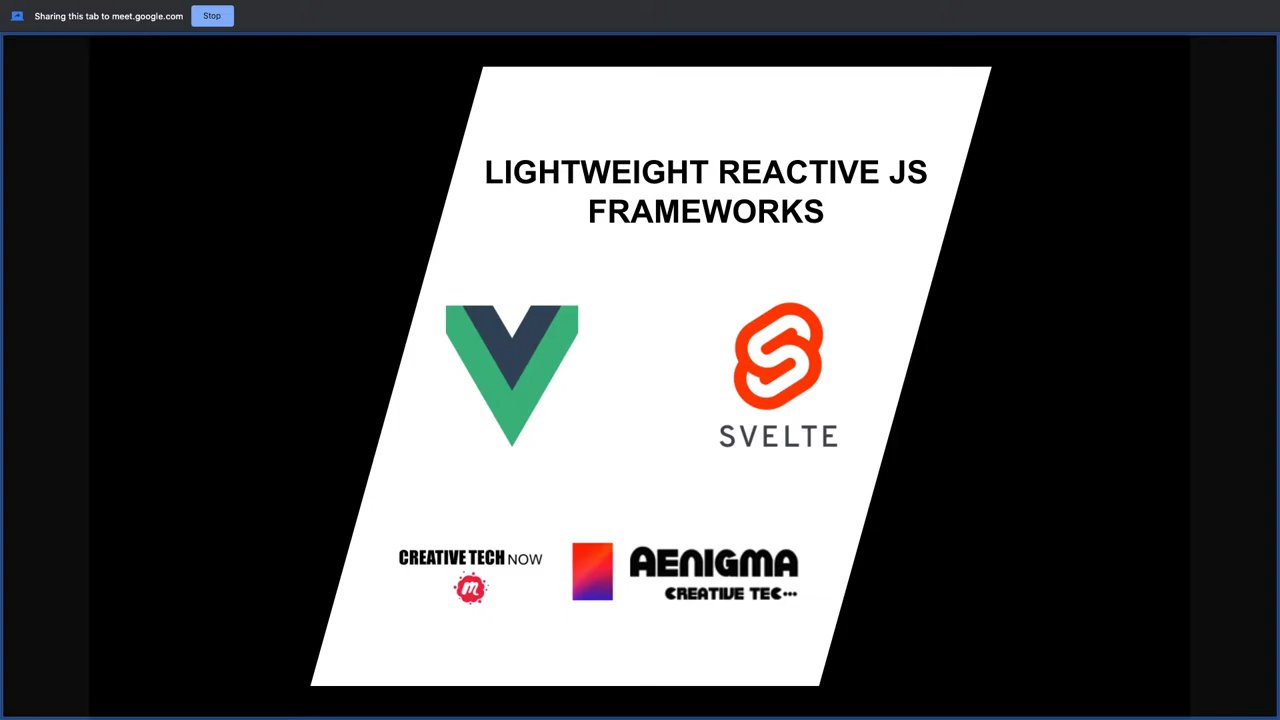 Sharing this tab to meet.google.com
Stop
LIGHTWEIGHT REACTIVE JS
FRAMEWORKS
SVELTE
CREATIVE TECH NOW
m
AENIGMA
CREATIVE TEC...